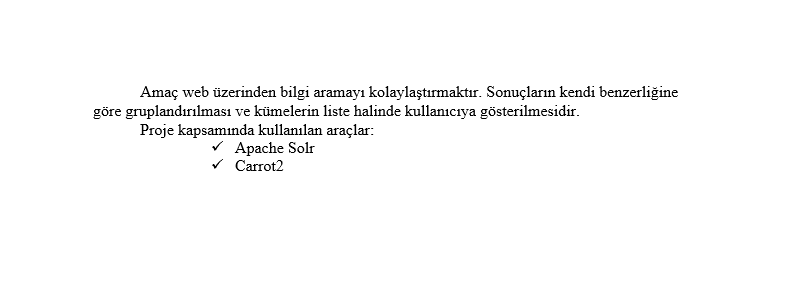 Amaç web üzerinden bilgi aramayı kolaylaştırmaktır. Sonuçların kendi benzerliğine
göre gruplandırılması ve kümelerin liste halinde kullanıcıya gösterilmesidir.
Proje kapsamında kullanılan araçlar:
✓ Apache Solr
✓ Carrot2